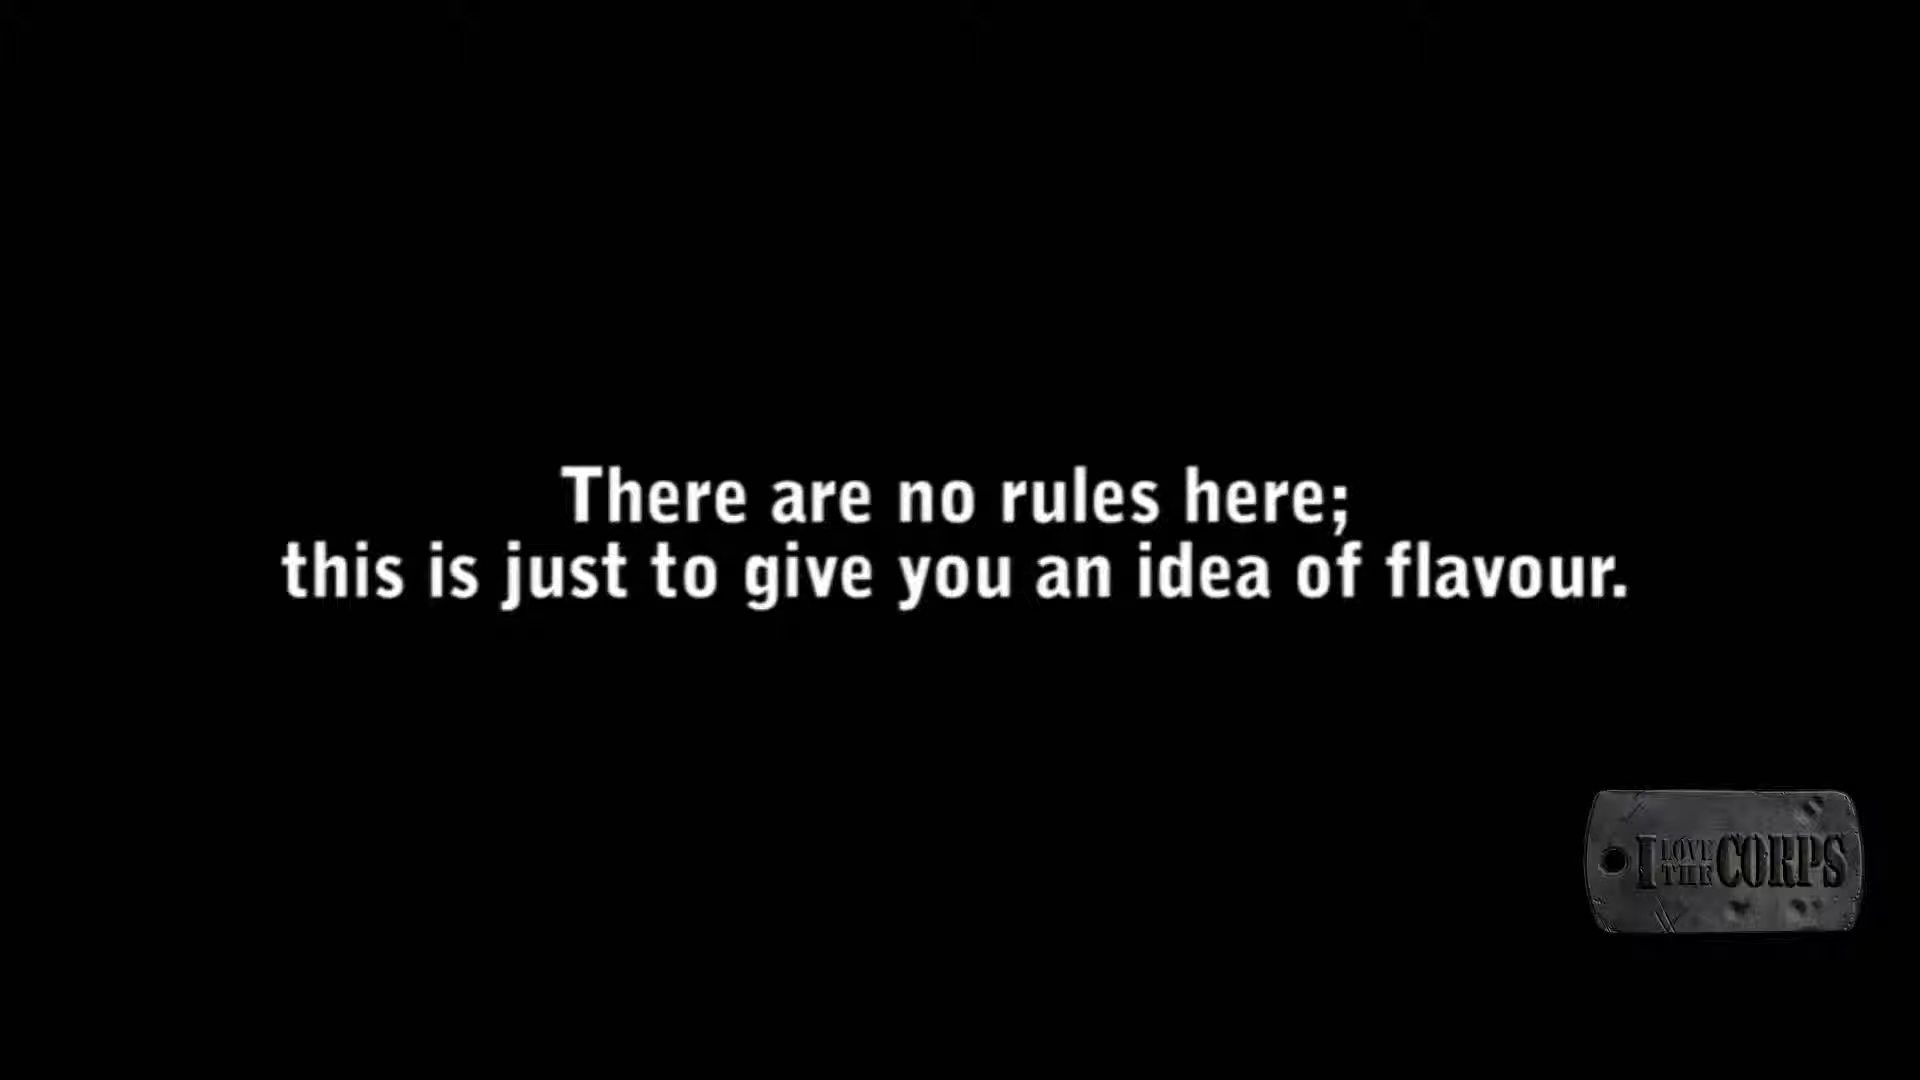 There are no rules here;
this is just to give you an idea of flavour.
I LOVE THE CORPS